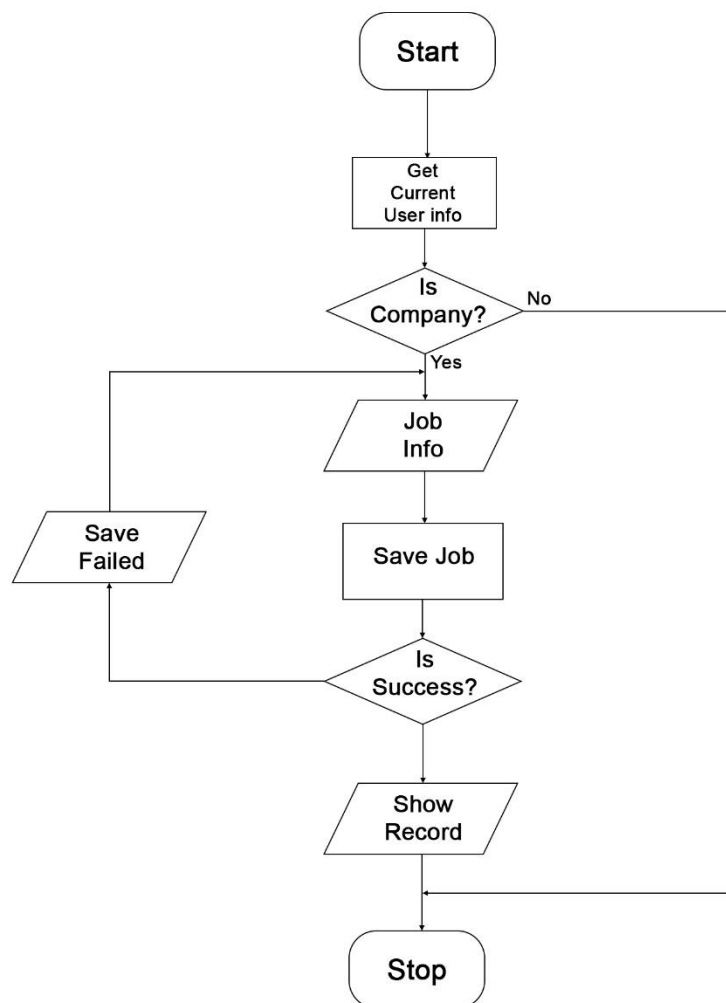 Start
Get
Current
User info
Is
Company?
No
Yes
Job
Info
Save
Failed
Save Job
Is
Success?
Show
Record
Stop